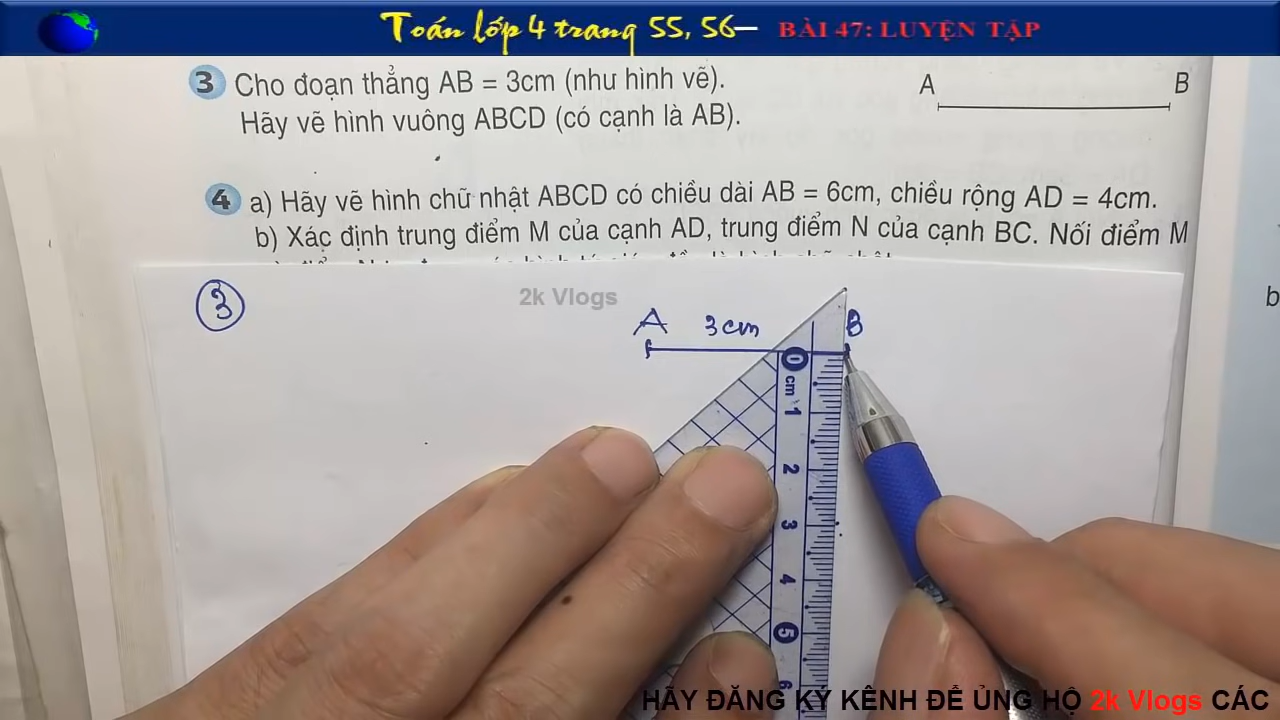 Toán lớp 4 trang 55, 56— BÀI 47: LUYỆN TẬP
3 Cho đoạn thẳng AB = 3cm (như hình vẽ).
A B
Hãy vẽ hình vuông ABCD (có cạnh là AB).
4 a) Hãy vẽ hình chữ nhật ABCD có chiều dài AB = 6cm, chiều rộng AD = 4cm.
b) Xác định trung điểm M của cạnh AD, trung điểm N của cạnh BC. Nối điểm M
b
3
2k Vlogs
A 3cm B
0 cm 1 2 3 4 5 6
HÃY ĐĂNG KÝ KÊNH ĐỂ ỦNG HỘ 2k Vlogs CÁC